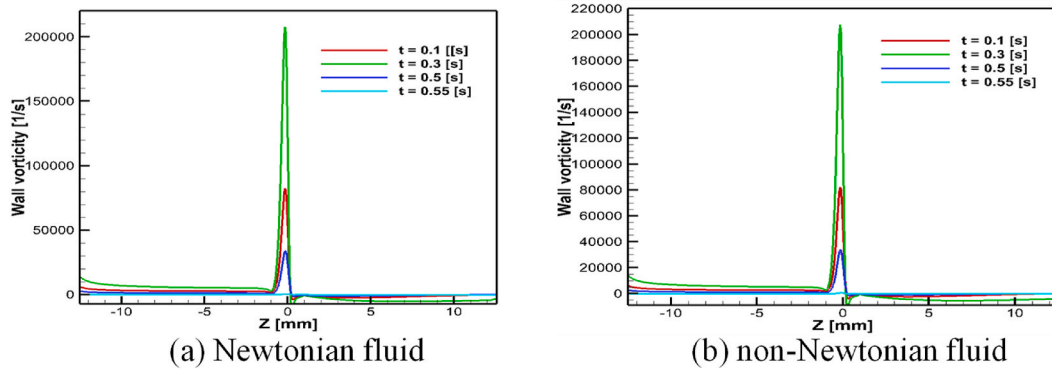 200000
150000
100000
50000
0
Wall vorticity [1/s]
t = 0.1 [[s]
t = 0.3 [s]
t = 0.5 [s]
t = 0.55 [s]
-10
-5
0
5
10
Z [mm]
(a) Newtonian fluid
220000
200000
180000
160000
140000
120000
100000
80000
60000
40000
20000
0
Wall vorticity [1/s]
t = 0.1 [s]
t = 0.3 [s]
t = 0.5 [s]
t = 0.55 [s]
-10
-5
0
5
10
Z [mm]
(b) non-Newtonian fluid